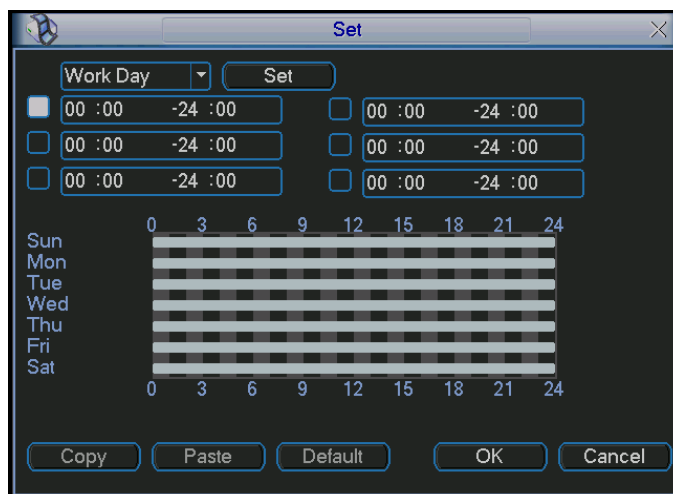 Set
Work Day Set
00 :00 -24 :00 00 :00 -24 :00
00 :00 -24 :00 00 :00 -24 :00
00 :00 -24 :00 00 :00 -24 :00
0 3 6 9 12 15 18 21 24
Sun
Mon
Tue
Wed
Thu
Fri
Sat
0 3 6 9 12 15 18 21 24
Copy Paste Default OK Cancel